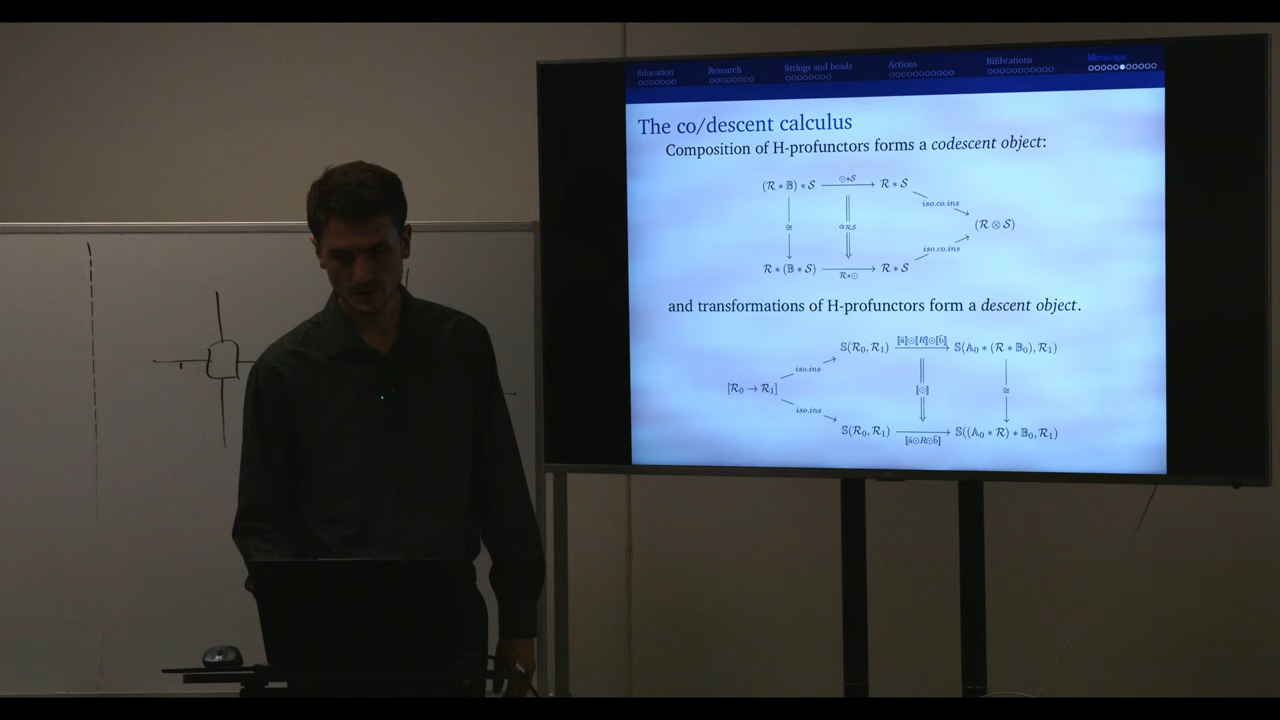 Education Research Strings and beads Actions Bifibrations Metalogic
The co/descent calculus
Composition of H-profunctors forms a codescent object:
(ℛ ∗ 𝔹) ∗ 𝒮 ⊙∗𝒮 ℛ ∗ 𝒮
iso.co.ins
≅ αℛ𝒮 (ℛ ⊗ 𝒮)
iso.co.ins
ℛ ∗ (𝔹 ∗ 𝒮) ℛ∗⊙ ℛ ∗ 𝒮
and transformations of H-profunctors form a descent object.
𝕊(ℛ₀, ℛ₁) ⟦ā⟧⊙⟦R⟧⊙⟦b̄⟧ 𝕊(𝔸₀ ∗ (ℛ ∗ 𝔹₀), ℛ₁)
iso.ins
[ℛ₀ → ℛ₁] ⟦⊙⟧ ≅
iso.ins
𝕊(ℛ₀, ℛ₁) ⟦ā⊙R⊙b̄⟧ 𝕊((𝔸₀ ∗ ℛ) ∗ 𝔹₀, ℛ₁)